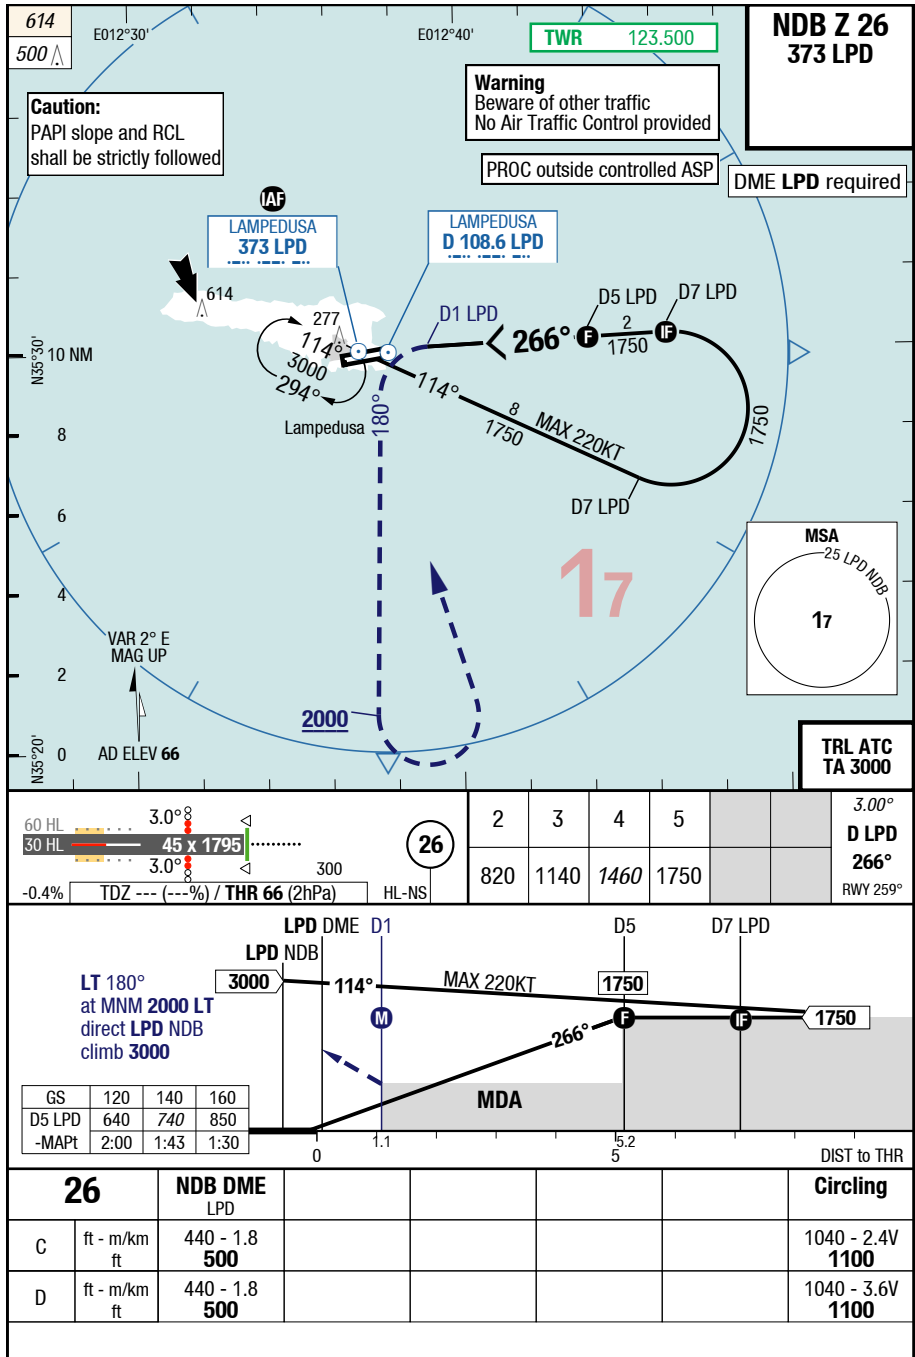 614
500
E012°30'
E012°40'
TWR 123.500
NDB Z 26
373 LPD
Caution:
PAPI slope and RCL
shall be strictly followed
Warning
Beware of other traffic
No Air Traffic Control provided
PROC outside controlled ASP
DME LPD required
IAF
LAMPEDUSA
373 LPD
LAMPEDUSA
D 108.6 LPD
614
277
D1 LPD
D5 LPD
D7 LPD
266°
F
2
1750
IF
N35°30'
10 NM
114°
3000
294°
Lampedusa
180°
114°
8
1750
MAX 220KT
1750
D7 LPD
8
6
4
2
0
17
MSA
25 LPD NDB
17
VAR 2° E
MAG UP
AD ELEV 66
2000
N35°20'
TRL ATC
TA 3000
60 HL
30 HL
3.0°
45 x 1795
3.0°
300
-0.4%
TDZ --- (---%) / THR 66 (2hPa)
HL-NS
26
2 3 4 5
820 1140 1460 1750
3.00°
D LPD
266°
RWY 259°
LPD DME D1 D5 D7 LPD
LPD NDB
3000
114°
MAX 220KT
1750
1750
LT 180°
at MNM 2000 LT
direct LPD NDB
climb 3000
M
F
IF
266°
MDA
GS 120 140 160
D5 LPD 640 740 850
-MAPt 2:00 1:43 1:30
1.1
5.2
0
5
DIST to THR
26 NDB DME Circling
LPD
C ft - m/km 440 - 1.8 1040 - 2.4V
ft 500 1100
D ft - m/km 440 - 1.8 1040 - 3.6V
ft 500 1100